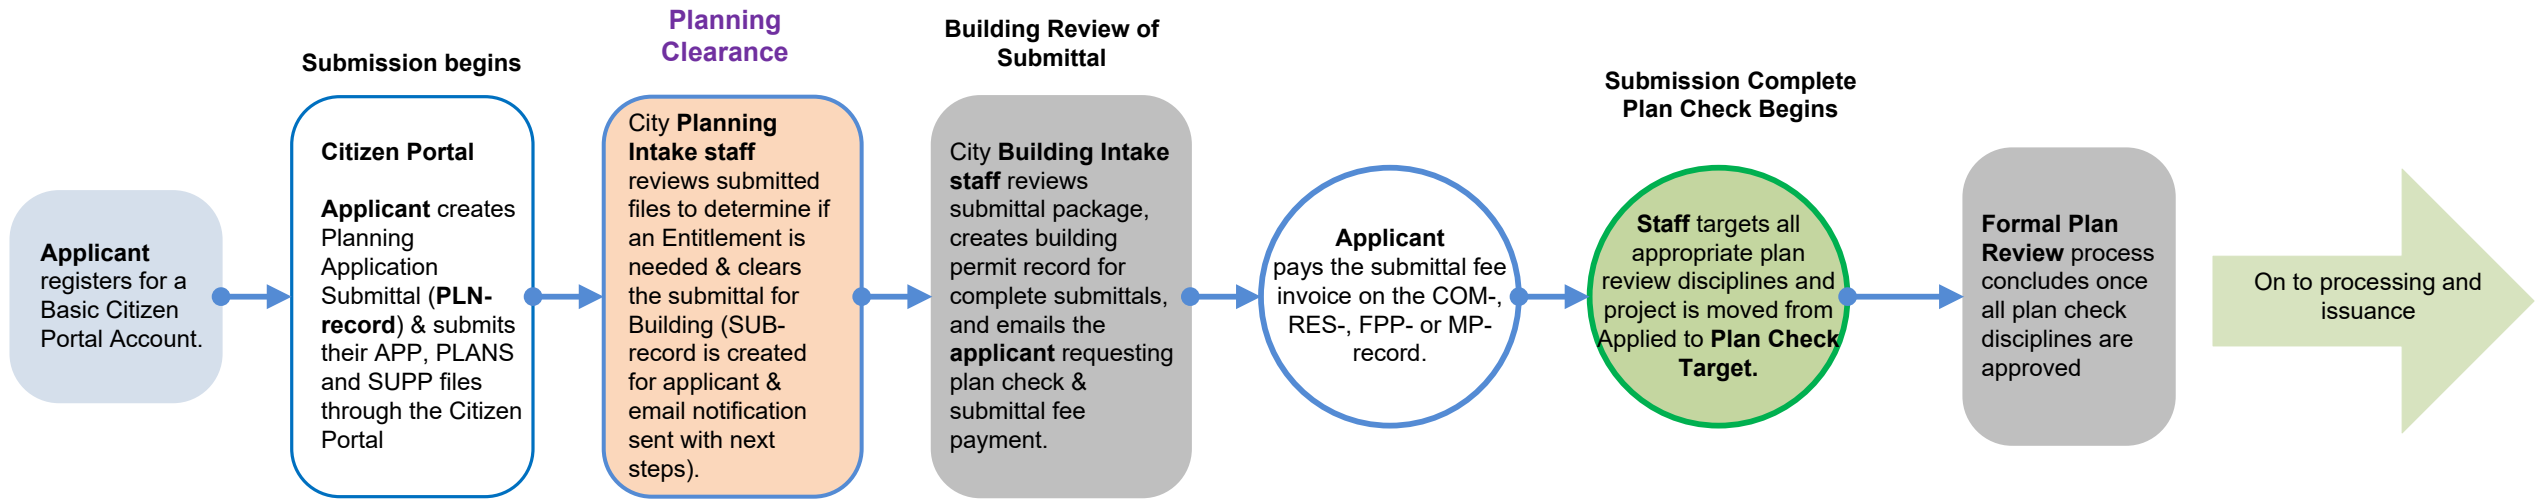 Applicant
registers for a
Basic Citizen
Portal Account.
Submission begins
Citizen Portal
Applicant creates
Planning
Application
Submittal (PLN-
record) & submits
their APP, PLANS
and SUPP files
through the Citizen
Portal
Planning
Clearance
City Planning
Intake staff
reviews submitted
files to determine if
an Entitlement is
needed & clears
the submittal for
Building (SUB-
record is created
for applicant &
email notification
sent with next
steps).
Building Review of
Submittal
City Building Intake
staff reviews
submittal package,
creates building
permit record for
complete submittals,
and emails the
applicant requesting
plan check &
submittal fee
payment.
Applicant
pays the submittal fee
invoice on the COM-,
RES-, FPP- or MP-
record.
Submission Complete
Plan Check Begins
Staff targets all
appropriate plan
review disciplines and
project is moved from
Applied to Plan Check
Target.
Formal Plan
Review process
concludes once
all plan check
disciplines are
approved
On to processing and
issuance